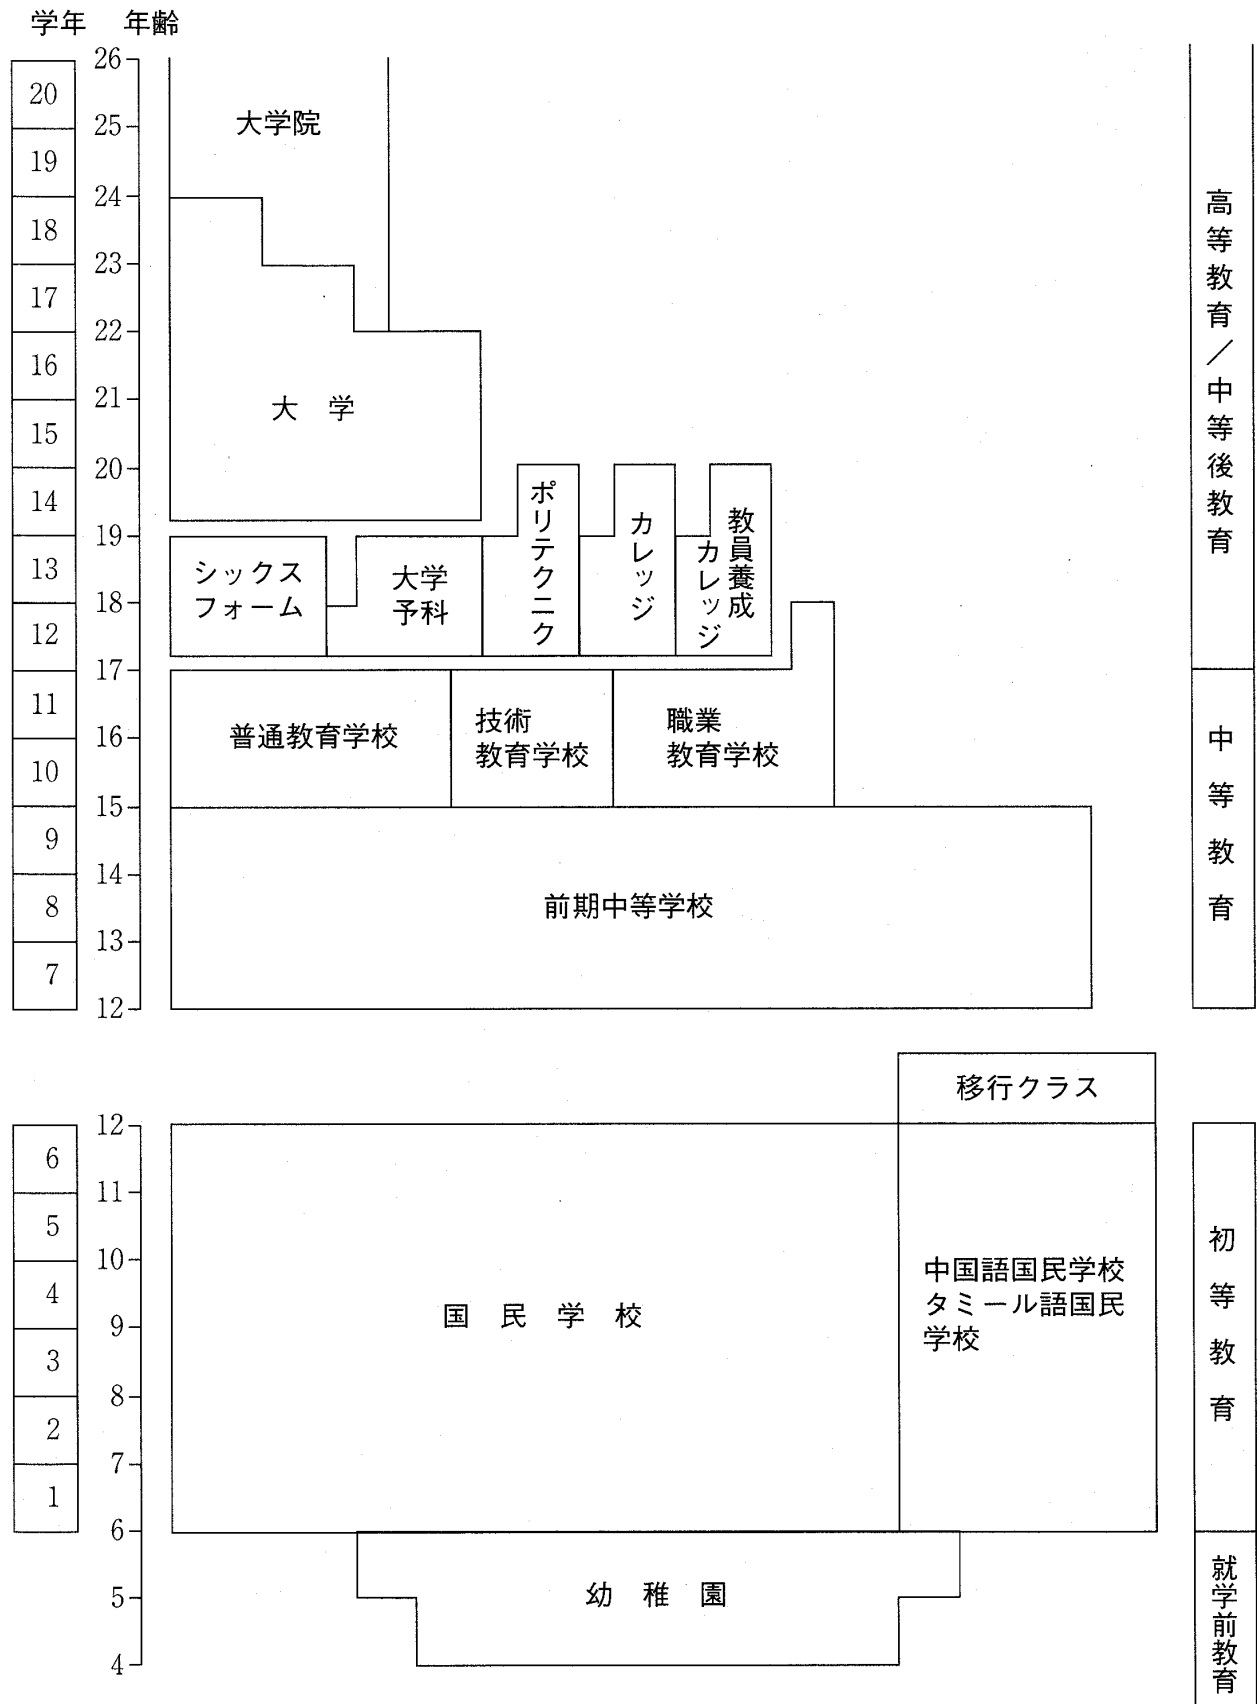 学年 年齢
26
20
大学院
25
19
24
18
23
17
22
16
21
大 学
15
20
14
19
13
18
12
17
シックス
フォーム
大学
予科
ポリテクニク
カレッジ
教員養成
カレッジ
高等教育/中等後教育
11
16
10
15
普通教育学校
技術
教育学校
職業
教育学校
9
14
8
13
7
12
前期中等学校
中等教育
移行クラス
12
6
11
5
10
4
9
3
8
2
7
1
6
国 民 学 校
中国語国民学校
タミール語国民
学校
初等教育
5
4
幼 稚 園
就学前教育